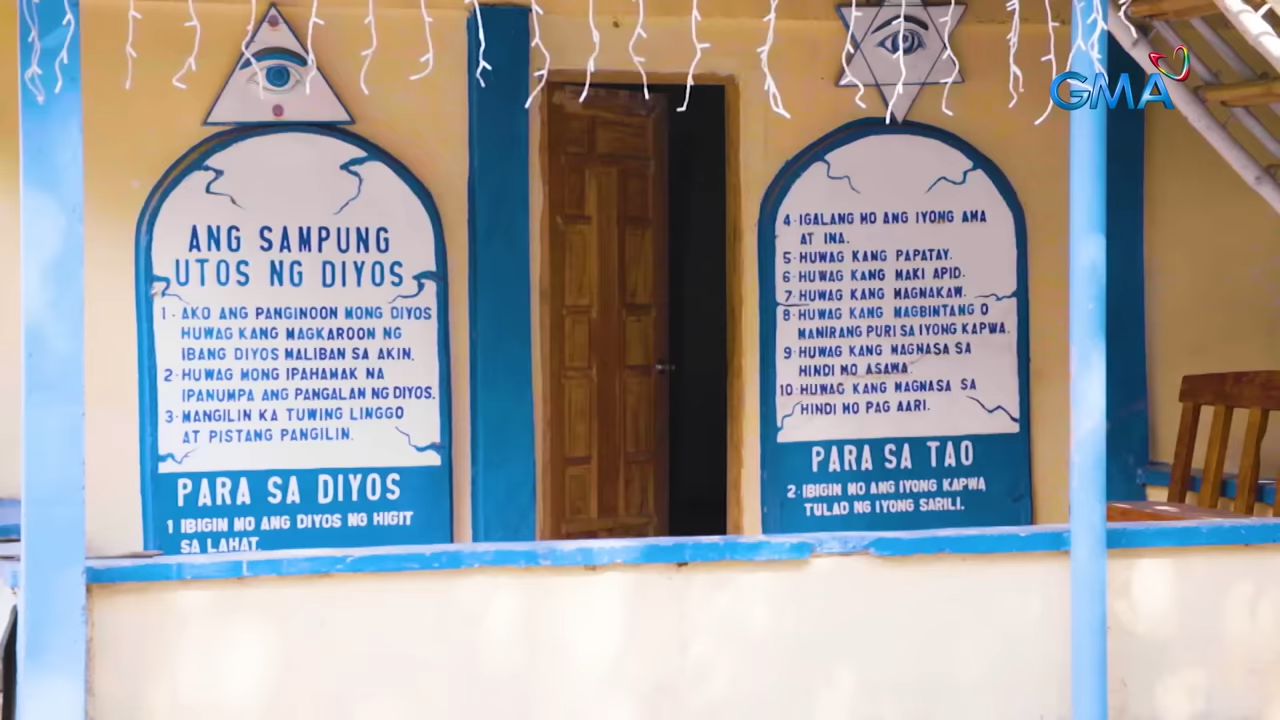 GMA
ANG SAMPUNG
UTOS NG DIYOS
1- AKO ANG PANGINOON MONG DIYOS
HUWAG KANG MAGKAROON NG
IBANG DIYOS MALIBAN SA AKIN.
2- HUWAG MONG IPAHAMAK NA
IPANUMPA ANG PANGALAN NG DIYOS.
3- MANGILIN KA TUWING LINGGO
AT PISTANG PANGILIN.
PARA SA DIYOS
1 IBIGIN MO ANG DIYOS NG HIGIT
SA LAHAT.
4- IGALANG MO ANG IYONG AMA
AT INA.
5- HUWAG KANG PAPATAY.
6- HUWAG KANG MAKI APID.
7- HUWAG KANG MAGNAKAW.
8- HUWAG KANG MAGBINTANG O
MANIRANG PURI SA IYONG KAPWA.
9- HUWAG KANG MAGNASA SA
HINDI MO ASAWA.
10- HUWAG KANG MAGNASA SA
HINDI MO PAG AARI.
PARA SA TAO
2- IBIGIN MO ANG IYONG KAPWA
TULAD NG IYONG SARILI.